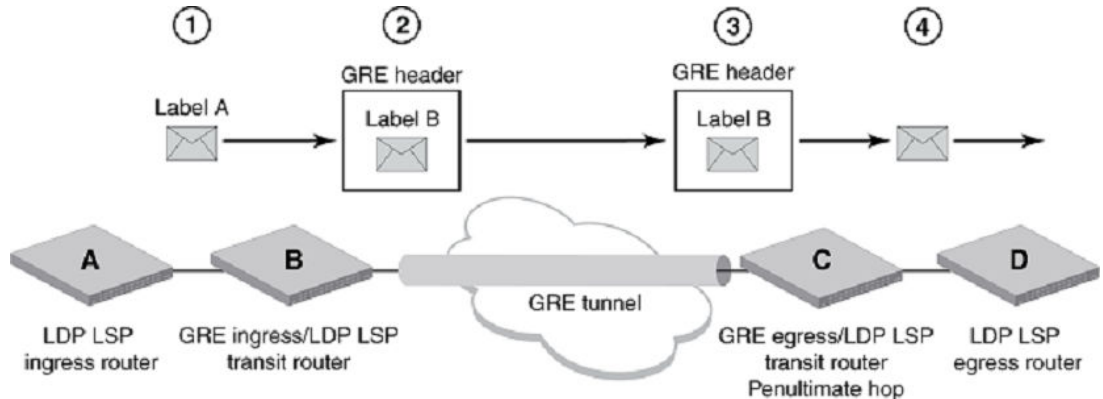 1
2
3
4
GRE header
GRE header
Label A
Label B
Label B
A
B
C
D
GRE tunnel
LDP LSP
ingress router
GRE ingress/LDP LSP
transit router
GRE egress/LDP LSP
transit router
Penultimate hop
LDP LSP
egress router